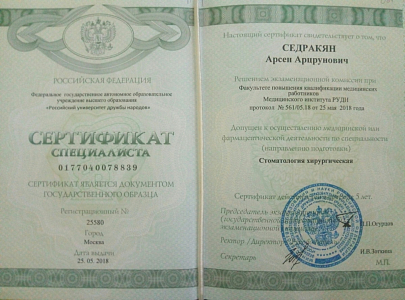 РОССИЙСКАЯ ФЕДЕРАЦИЯ
Федеральное государственное автономное образовательное
учреждение высшего образования
«Российский университет дружбы народов»
СЕРТИФИКАТ
СПЕЦИАЛИСТА
0177040078839
СЕРТИФИКАТ ЯВЛЯЕТСЯ ДОКУМЕНТОМ
ГОСУДАРСТВЕННОГО ОБРАЗЦА
Регистрационный №
25580
Город
Москва
Дата выдачи
25. 05. 2018
Настоящий сертификат свидетельствует о том, что
СЕДРАКЯН
Арсен Арцрунович
Решением экзаменационной комиссии при
Факультете повышения квалификации медицинских
работников
Медицинского института РУДН
протокол № 561/05.18 от 25 мая 2018 года
Допущен к осуществлению медицинской или
фармацевтической деятельности по специальности
(направлению подготовки)
Стоматология хирургическая
Сертификат действителен в течение 5 лет.
Председатель
экзаменационной
Ректор / Директор
Секретарь
М.П.